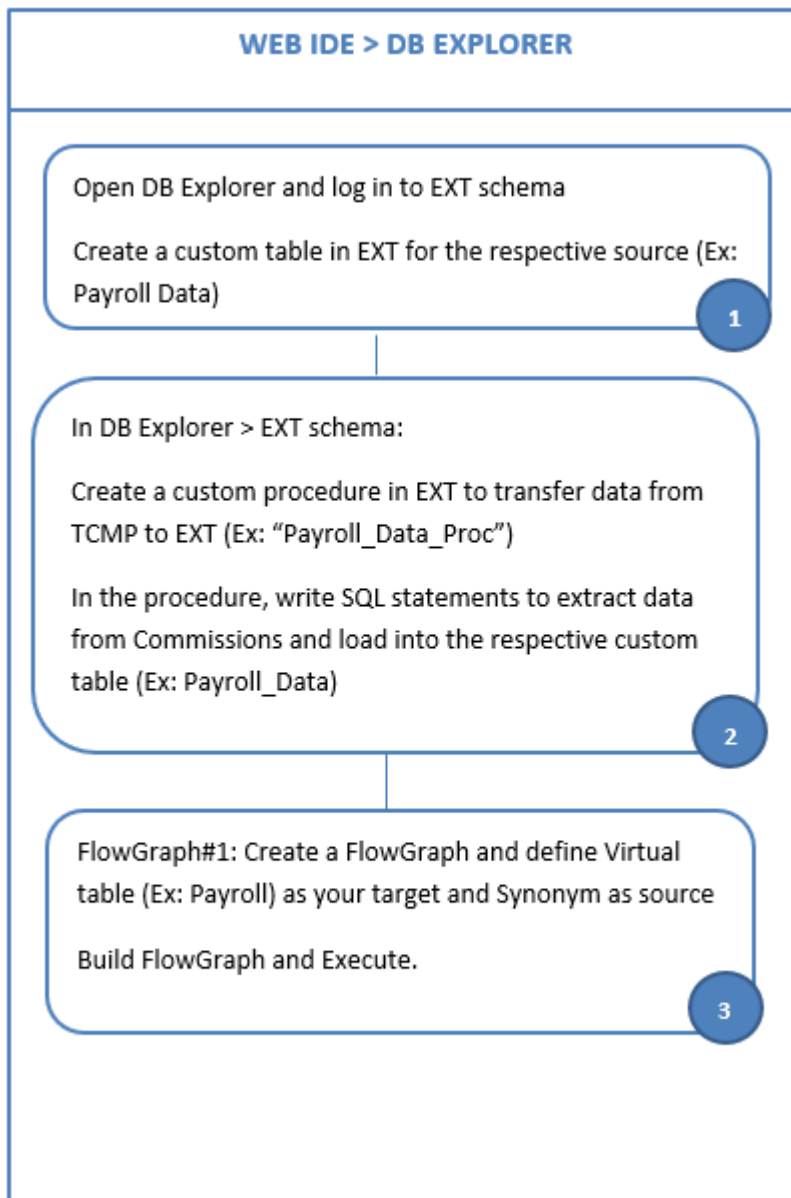 WEB IDE > DB EXPLORER
Open DB Explorer and log in to EXT schema
Create a custom table in EXT for the respective source (Ex:
Payroll Data)
1
In DB Explorer > EXT schema:
Create a custom procedure in EXT to transfer data from
TCMP to EXT (Ex: “Payroll_Data_Proc”)
In the procedure, write SQL statements to extract data
from Commissions and load into the respective custom
table (Ex: Payroll_Data)
2
FlowGraph#1: Create a FlowGraph and define Virtual
table (Ex: Payroll) as your target and Synonym as source
Build FlowGraph and Execute.
3